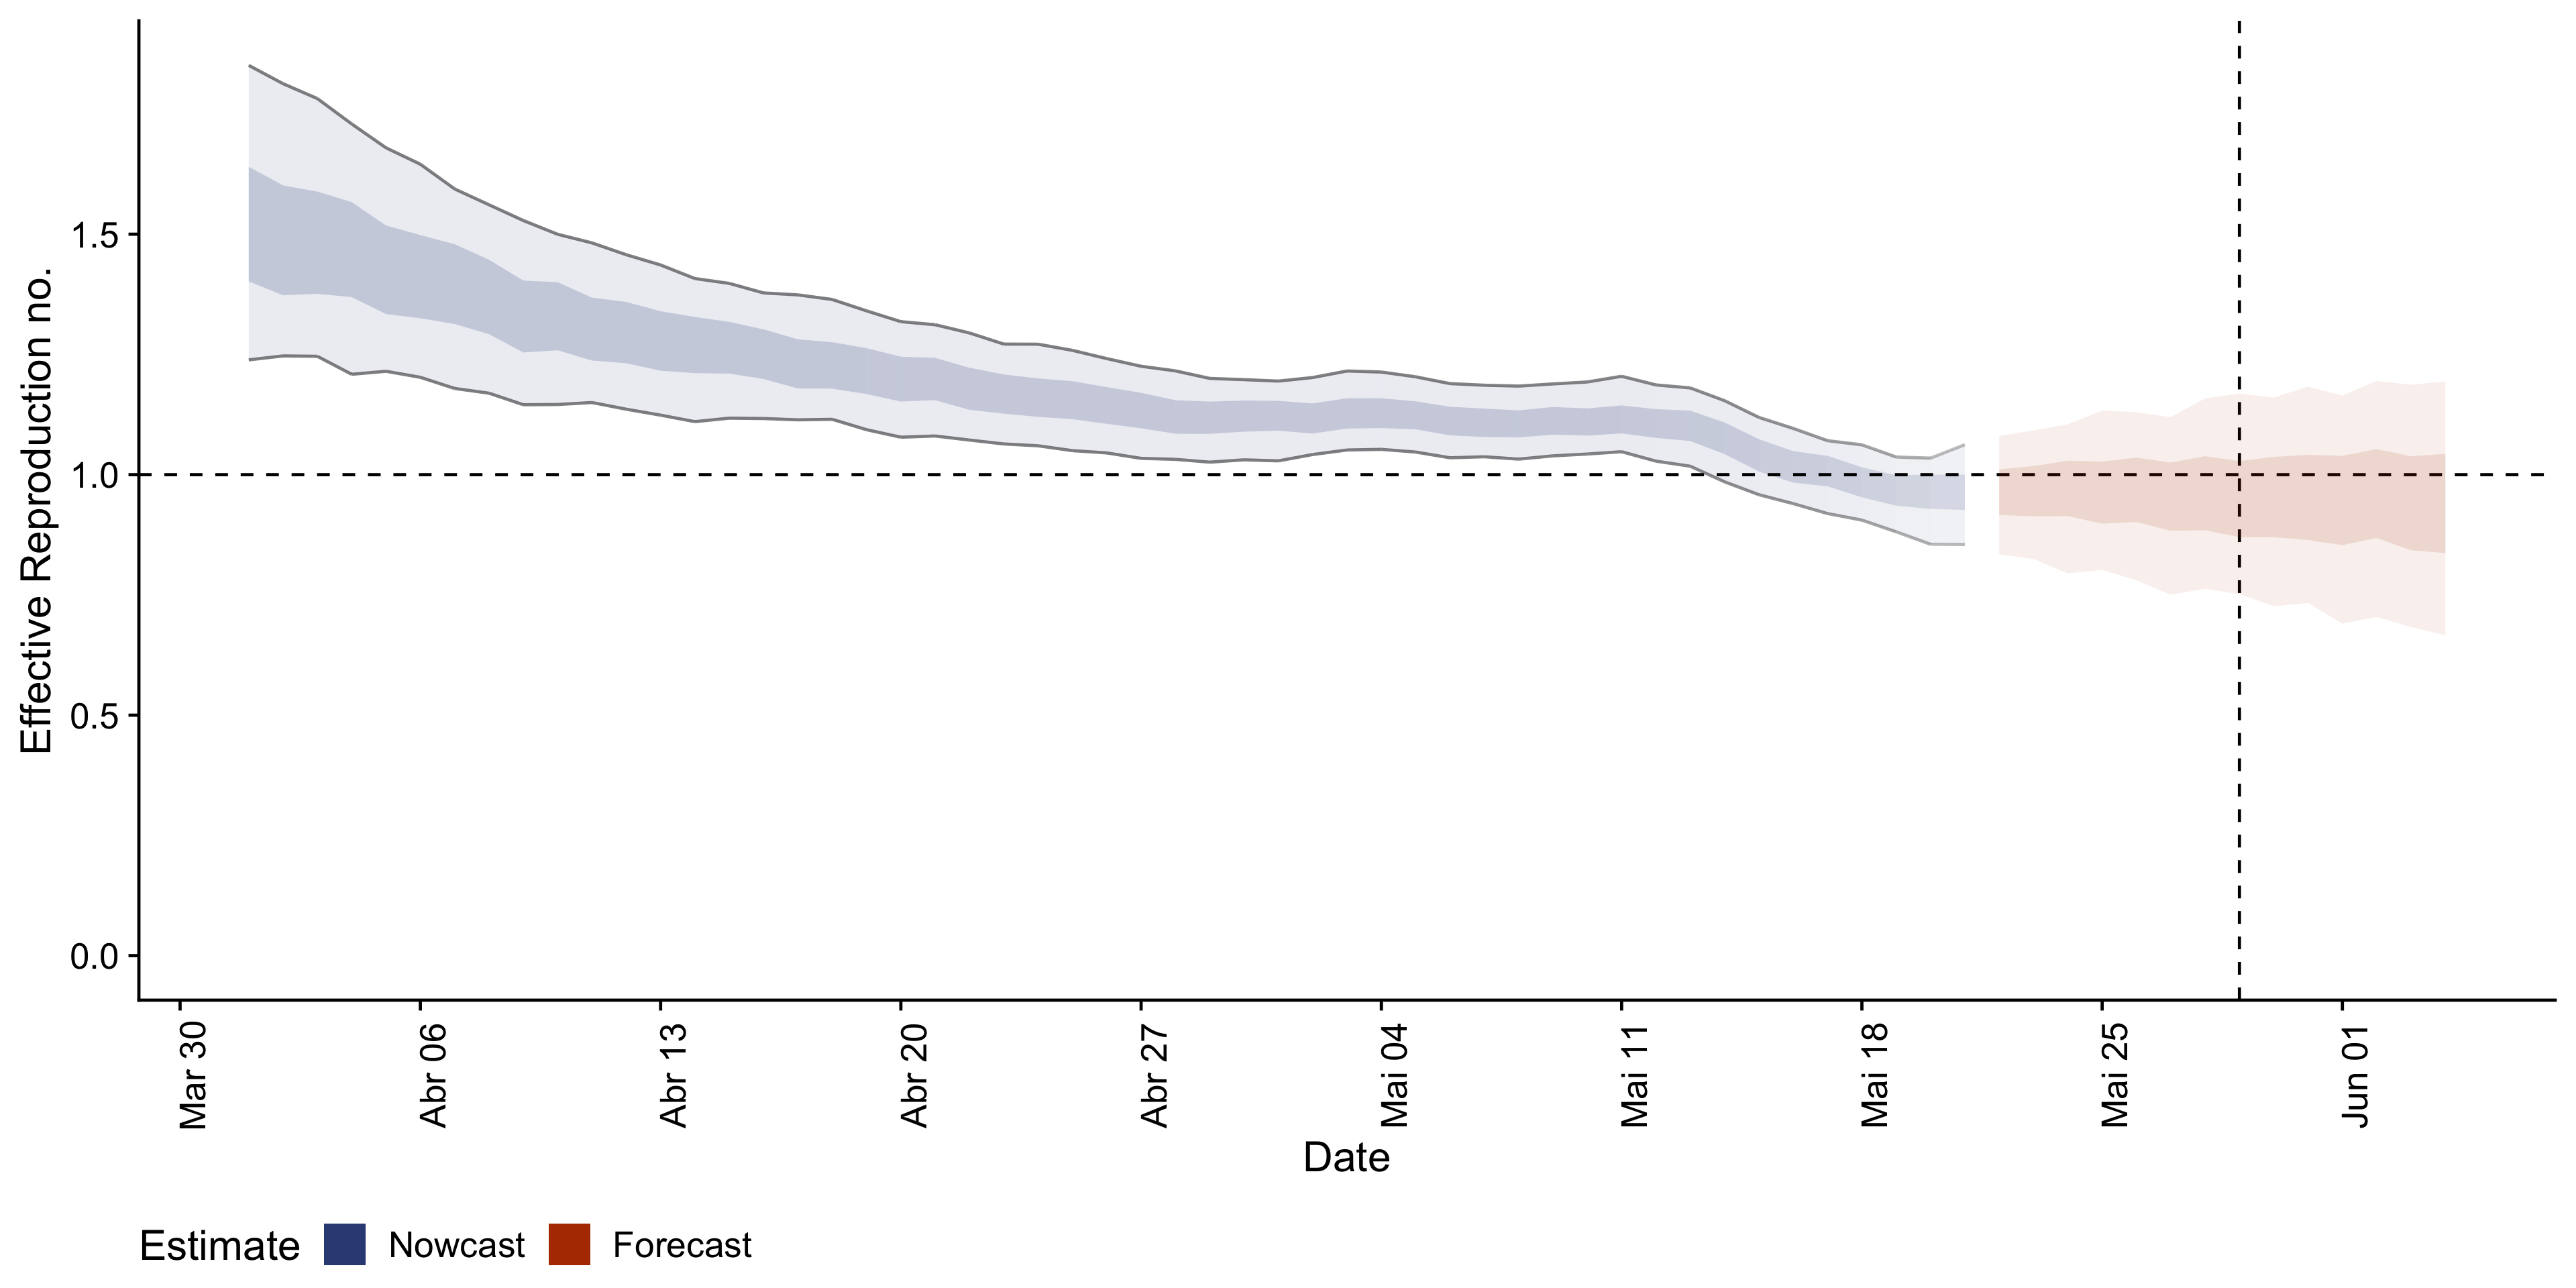 Effective Reproduction no.
1.5
1.0
0.5
0.0
Mar 30
Abr 06
Abr 13
Abr 20
Abr 27
Mai 04
Mai 11
Mai 18
Mai 25
Jun 01
Date
Estimate Nowcast Forecast